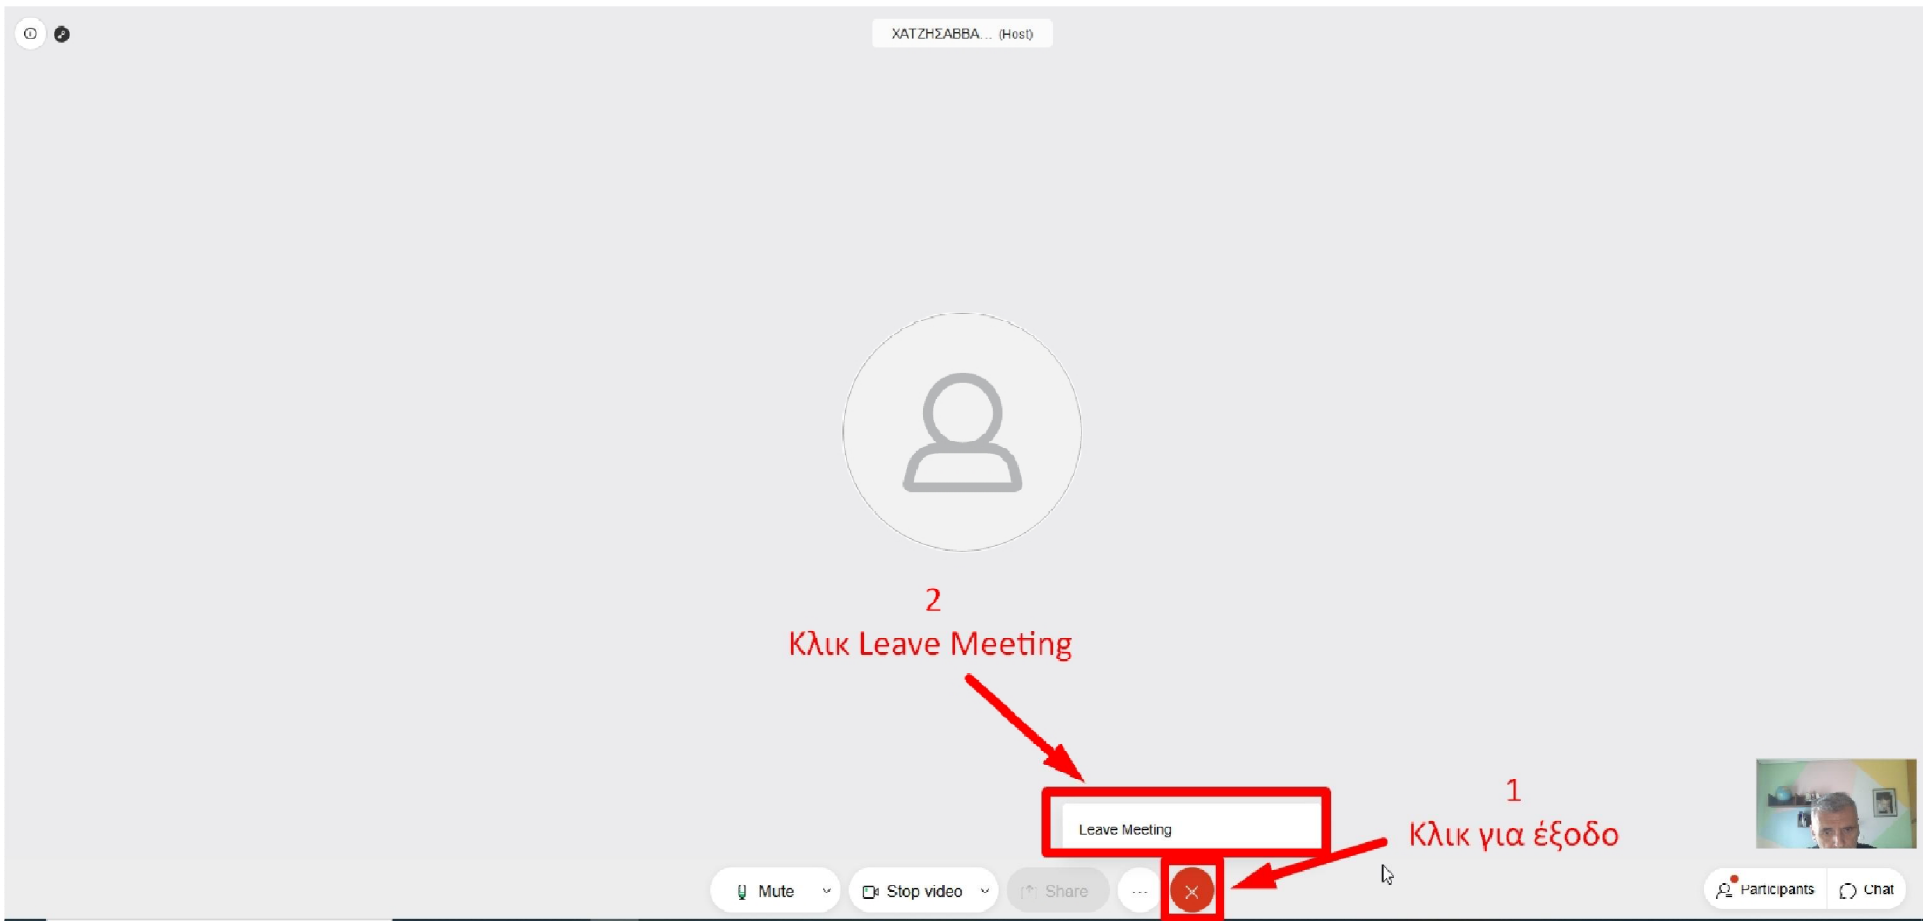 ΧΑΤΖΗΣΑΒΒΑ... (Host)
2
Κλικ Leave Meeting
1
Κλικ για έξοδο
Leave Meeting
Mute
Stop video
Share
Participants
Chat